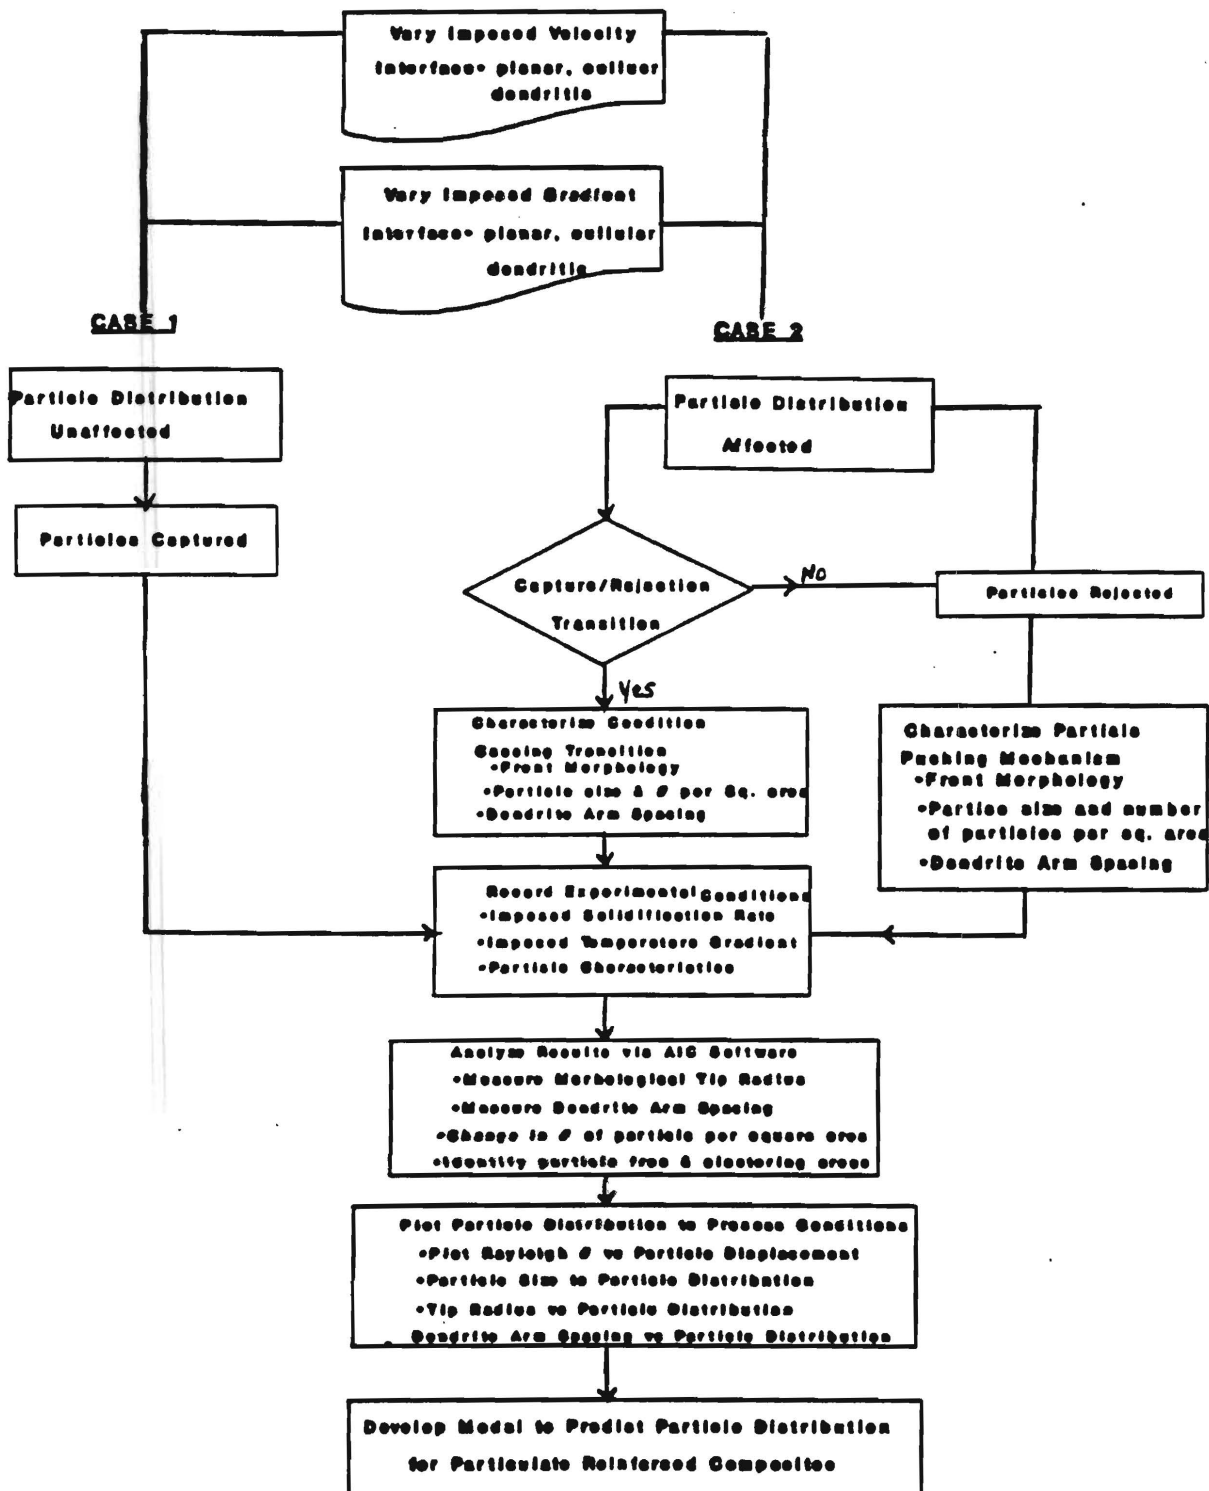 Vary Imposed Velocity
Interface- planar, celluar
dendritic
Vary Imposed Gradient
Interface- planar, cellular
dendritic
CASE 1
CASE 2
Particle Distribution
Unaffected
Particle Distribution
Affected
Particles Captured
Capture/Rejection
Transition
No
Particles Rejected
Yes
Characterize Condition
Causing Transition
•Front Morphology
•Particle size & # per Sq. area
•Dendrite Arm Spacing
Characterize Particle
Pushing Mechanism
•Front Morphology
•Partice size and number
of particles per sq. area
•Dendrite Arm Spacing
Record Experimental Conditions
•Imposed Solidification Rate
•Imposed Temperature Gradient
•Particle Characteristics
Analyze Results via AIC Software
•Measure Morhological Tip Radius
•Measure Dendrite Arm Spacing
•Change in # of particle per square area
•Identify particle free & clustering areas
Plot Particle Distribution to Process Conditions
•Plot Rayleigh # vs Particle Displacement
•Particle Size to Particle Distribution
•Tip Radius vs Particle Distribution
. Dendrite Arm Spacing vs Particle Distribution
Develop Model to Predict Particle Distribution
for Particulate Reinforced Composites